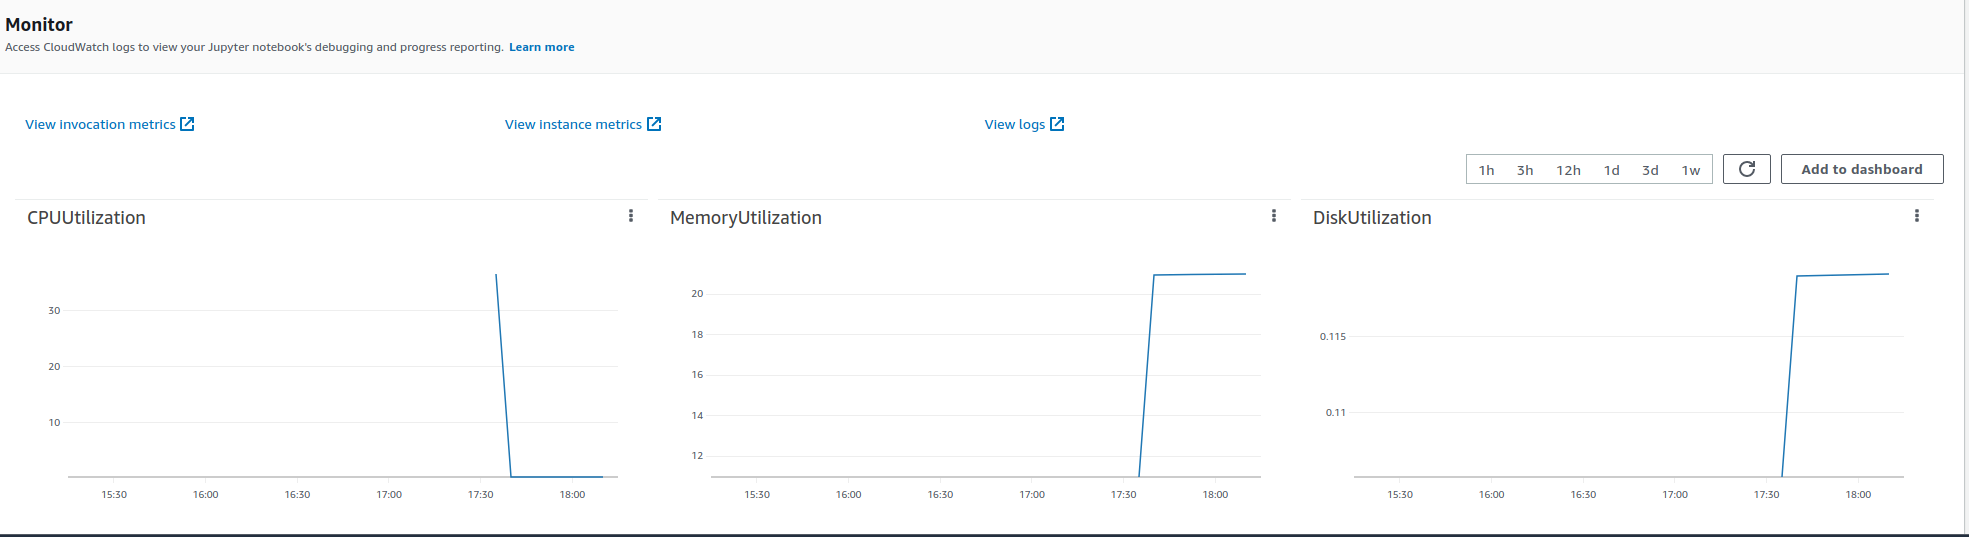 Monitor
Access CloudWatch logs to view your Jupyter notebook's debugging and progress reporting. Learn more
View invocation metrics View instance metrics View logs
1h 3h 12h 1d 3d 1w Add to dashboard
CPUUtilization
30
20
10
15:30 16:00 16:30 17:00 17:30 18:00
MemoryUtilization
20
18
16
14
12
15:30 16:00 16:30 17:00 17:30 18:00
DiskUtilization
0.115
0.11
15:30 16:00 16:30 17:00 17:30 18:00